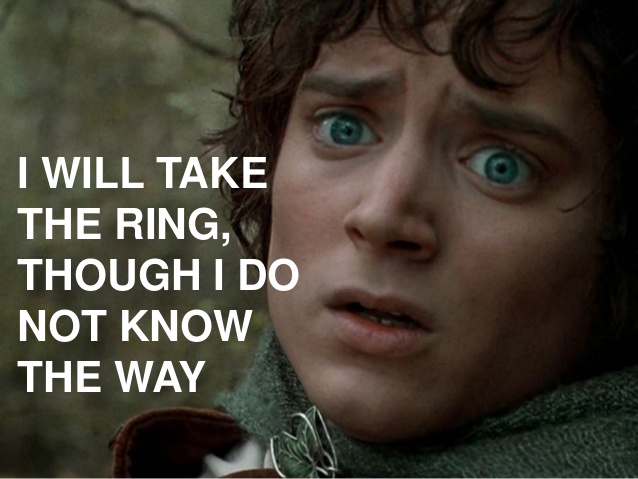 I WILL TAKE
THE RING,
THOUGH I DO
NOT KNOW
THE WAY